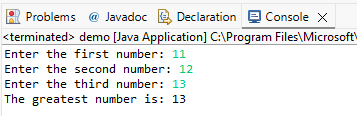 Problems @ Javadoc Declaration Console ×
<terminated> demo [Java Application] C:\Program Files\Microsoft\
Enter the first number: 11
Enter the second number: 12
Enter the third number: 13
The greatest number is: 13